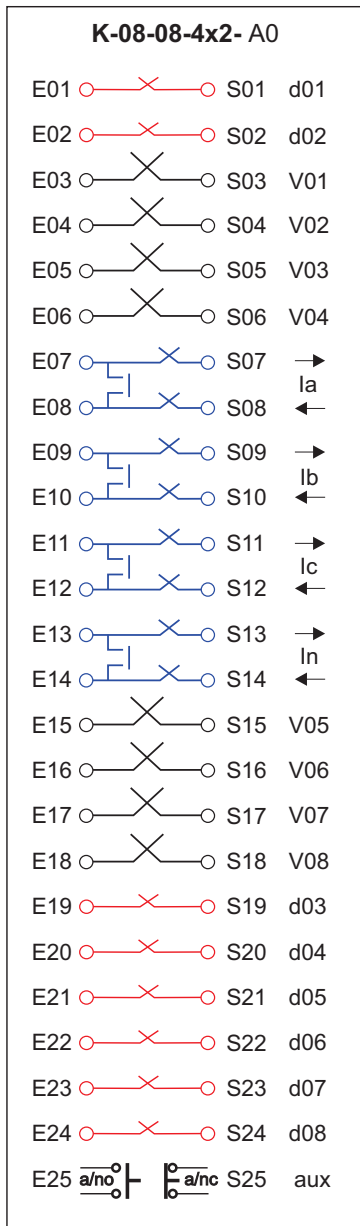 K-08-08-4x2- A0
E01 S01 d01
E02 S02 d02
E03 S03 V01
E04 S04 V02
E05 S05 V03
E06 S06 V04
E07 S07
Ia
E08 S08
E09 S09
Ib
E10 S10
E11 S11
Ic
E12 S12
E13 S13
In
E14 S14
E15 S15 V05
E16 S16 V06
E17 S17 V07
E18 S18 V08
E19 S19 d03
E20 S20 d04
E21 S21 d05
E22 S22 d06
E23 S23 d07
E24 S24 d08
E25 a/no a/nc S25 aux